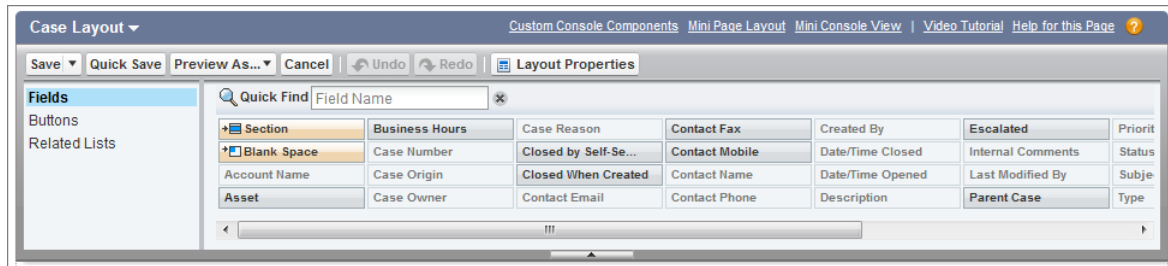 Case Layout Custom Console Components Mini Page Layout Mini Console View | Video Tutorial Help for this Page ?
Save Quick Save Preview As... Cancel Undo Redo Layout Properties
Fields Quick Find Field Name
Buttons
Related Lists
Section Business Hours Case Reason Contact Fax Created By Escalated Priorit
Blank Space Case Number Closed by Self-Se... Contact Mobile Date/Time Closed Internal Comments Status
Account Name Case Origin Closed When Created Contact Name Date/Time Opened Last Modified By Subje
Asset Case Owner Contact Email Contact Phone Description Parent Case Type